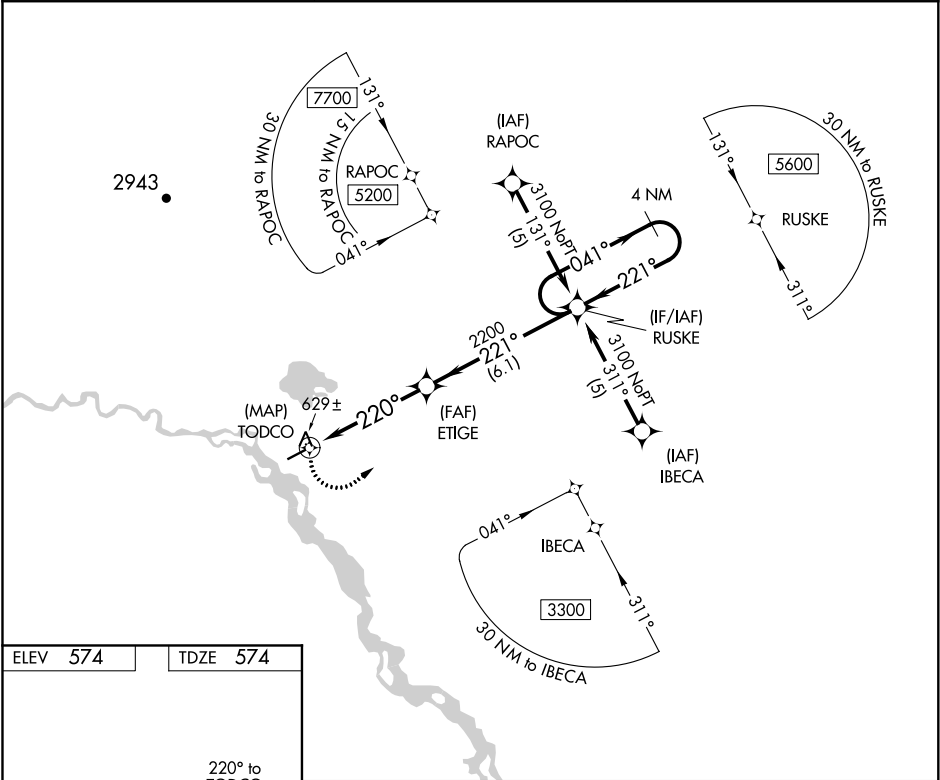 7700
131°
30 NM to RAPOC
15 NM to RAPOC
RAPOC
5200
041°
2943
(IAF)
RAPOC
3100 NoPT
131°
(5)
4 NM
041°
221°
131°
30 NM to RUSKE
5600
RUSKE
311°
(IF/IAF)
RUSKE
2200
221°
(6.1)
3100 NoPT
311°
(5)
(MAP)
TODCO
629±
220°
(FAF)
ETIGE
(IAF)
IBECA
041°
IBECA
3300
311°
30 NM to IBECA
ELEV 574
TDZE 574
220° to
TODCO